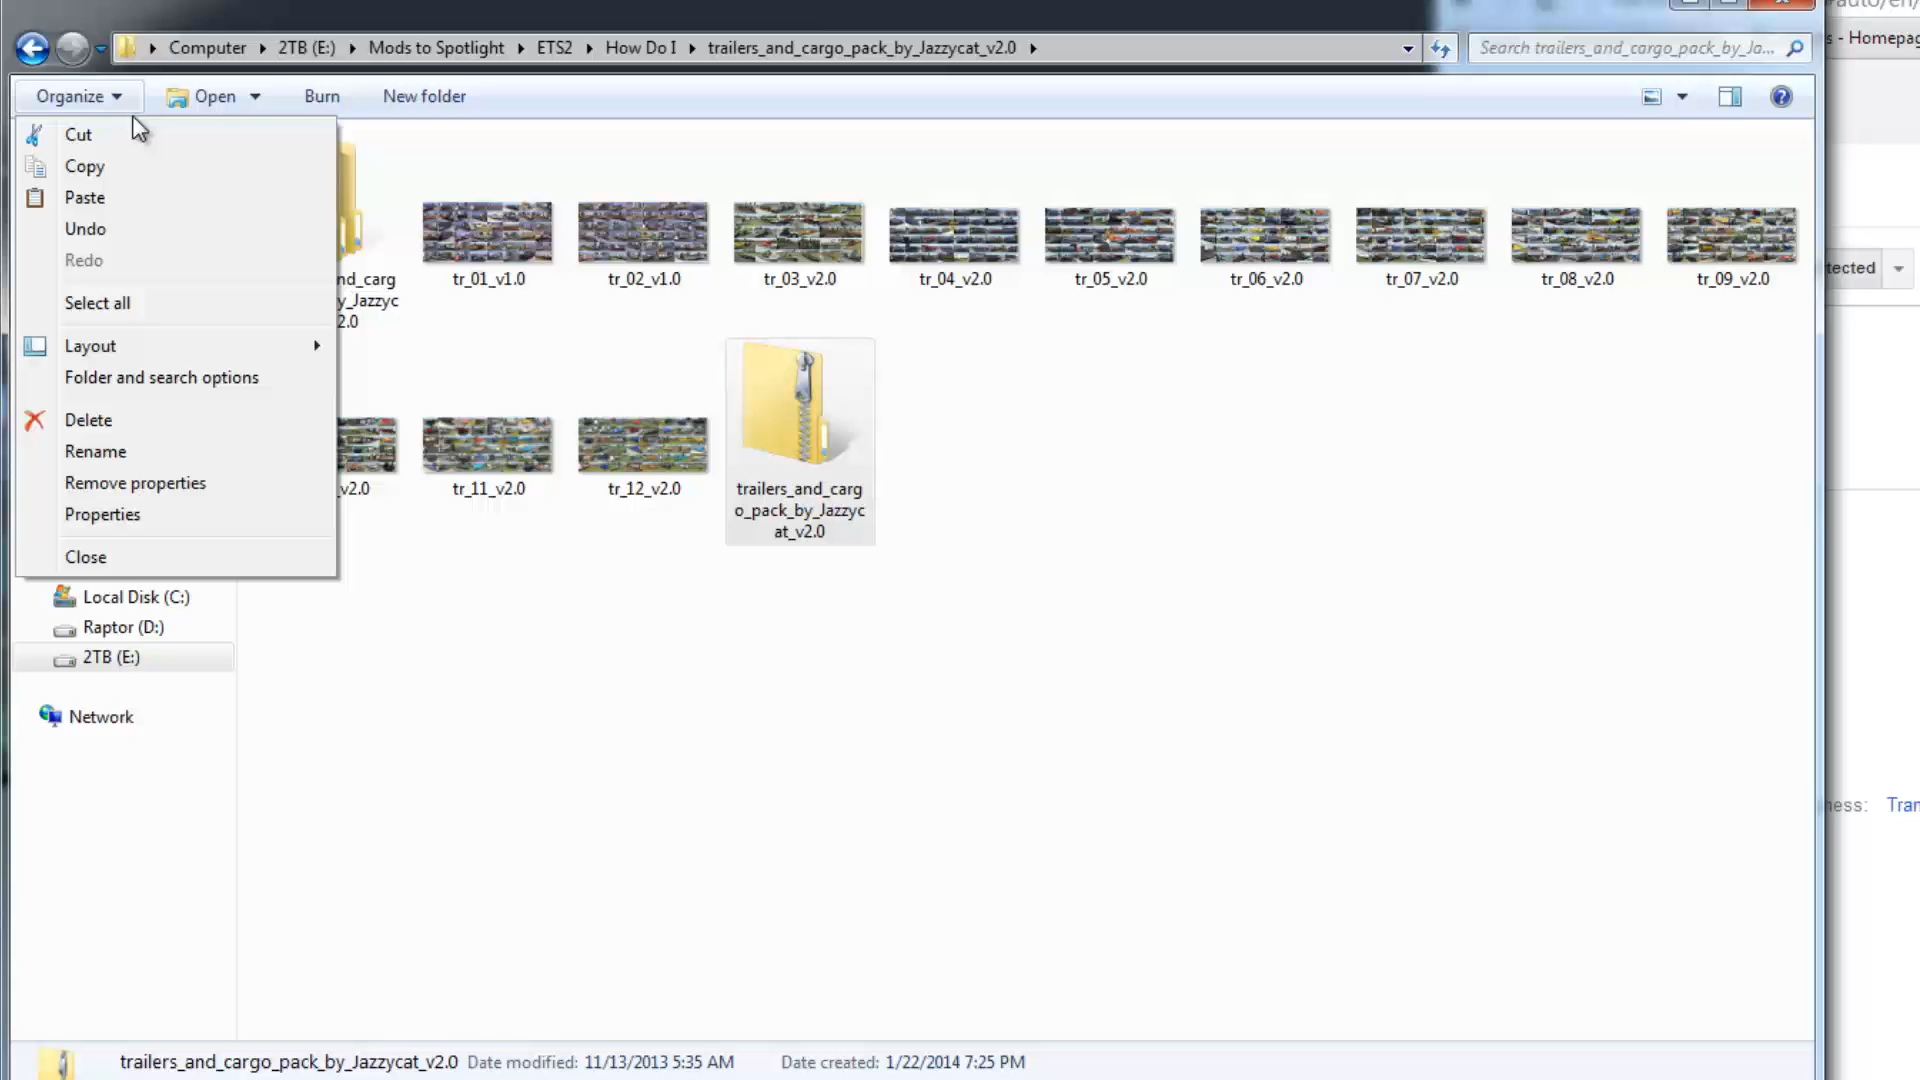 - Homepag
Computer 2TB (E:) Mods to Spotlight ETS2 How Do I trailers_and_cargo_pack_by_Jazzycat_v2.0
Search trailers_and_cargo_pack_by_Ja...
Organize Open Burn New folder
Cut
Copy
Paste
Undo
Redo
Select all
Layout
Folder and search options
Delete
Rename
Remove properties
Properties
Close
nd_carg
y_Jazzyc
2.0
tr_01_v1.0
tr_02_v1.0
tr_03_v2.0
tr_04_v2.0
tr_05_v2.0
tr_06_v2.0
tr_07_v2.0
tr_08_v2.0
tr_09_v2.0
tected
_v2.0
tr_11_v2.0
tr_12_v2.0
trailers_and_carg
o_pack_by_Jazzyc
at_v2.0
Local Disk (C:)
Raptor (D:)
2TB (E:)
Network
ness: Tran
trailers_and_cargo_pack_by_Jazzycat_v2.0 Date modified: 11/13/2013 5:35 AM Date created: 1/22/2014 7:25 PM